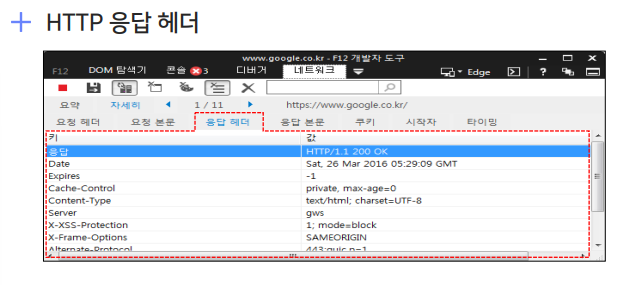 + HTTP 응답 헤더
www.google.co.kr - F12 개발자 도구
F12 DOM 탐색기 콘솔 3 디버거 네트워크 Edge ?
요약 자세히 1 / 11 https://www.google.co.kr/
요청 헤더 요청 본문 응답 헤더 응답 본문 쿠키 시작자 타이밍
키 값
응답 HTTP/1.1 200 OK
Date Sat, 26 Mar 2016 05:29:09 GMT
Expires -1
Cache-Control private, max-age=0
Content-Type text/html; charset=UTF-8
Server gws
X-XSS-Protection 1; mode=block
X-Frame-Options SAMEORIGIN
Alternate-Protocol 443:quic,p=1